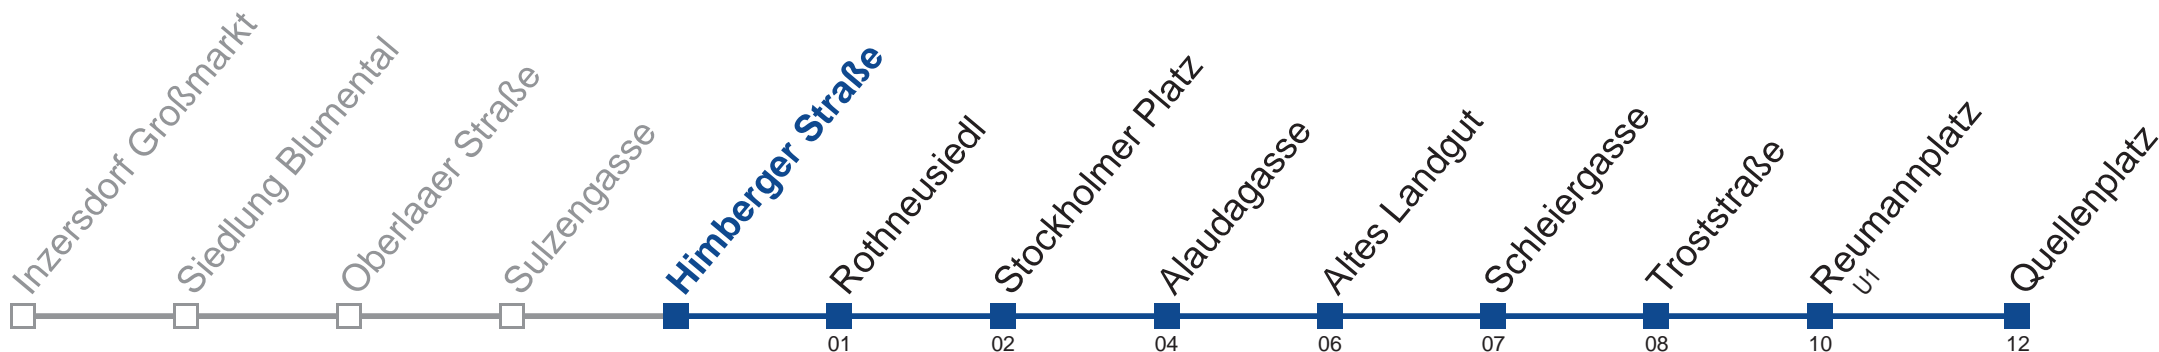 Inzersdorf Großmarkt
Siedlung Blumental
Oberlaaer Straße
Sulzengasse
Himberger Straße
Rothneusiedl
Stockholmer Platz
Alaudagasse
Altes Landgut
Schleiergasse
Troststraße
Reumannplatz
U1
Quellenplatz
01
02
04
06
07
08
10
12